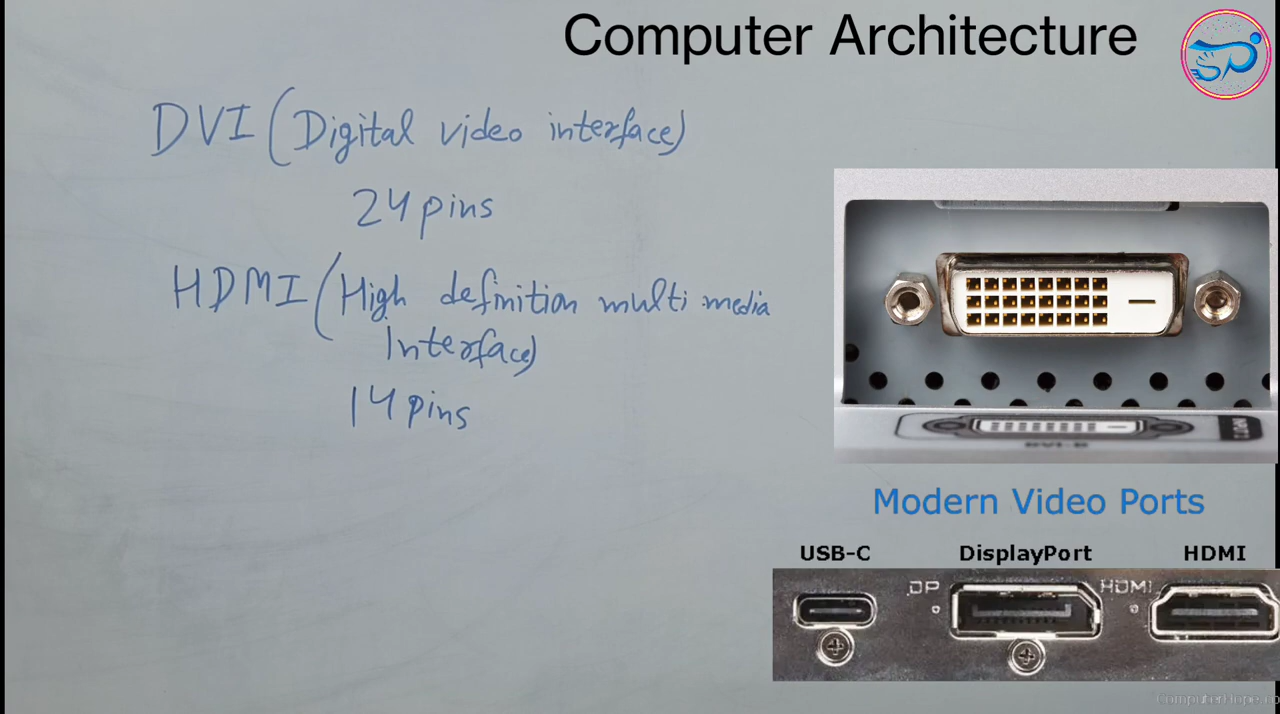 Computer Architecture
DVI (Digital video interface)
24 pins
HDMI (High definition multi media
Interface)
14 pins
Modern Video Ports
USB-C DisplayPort HDMI
DP HDMI